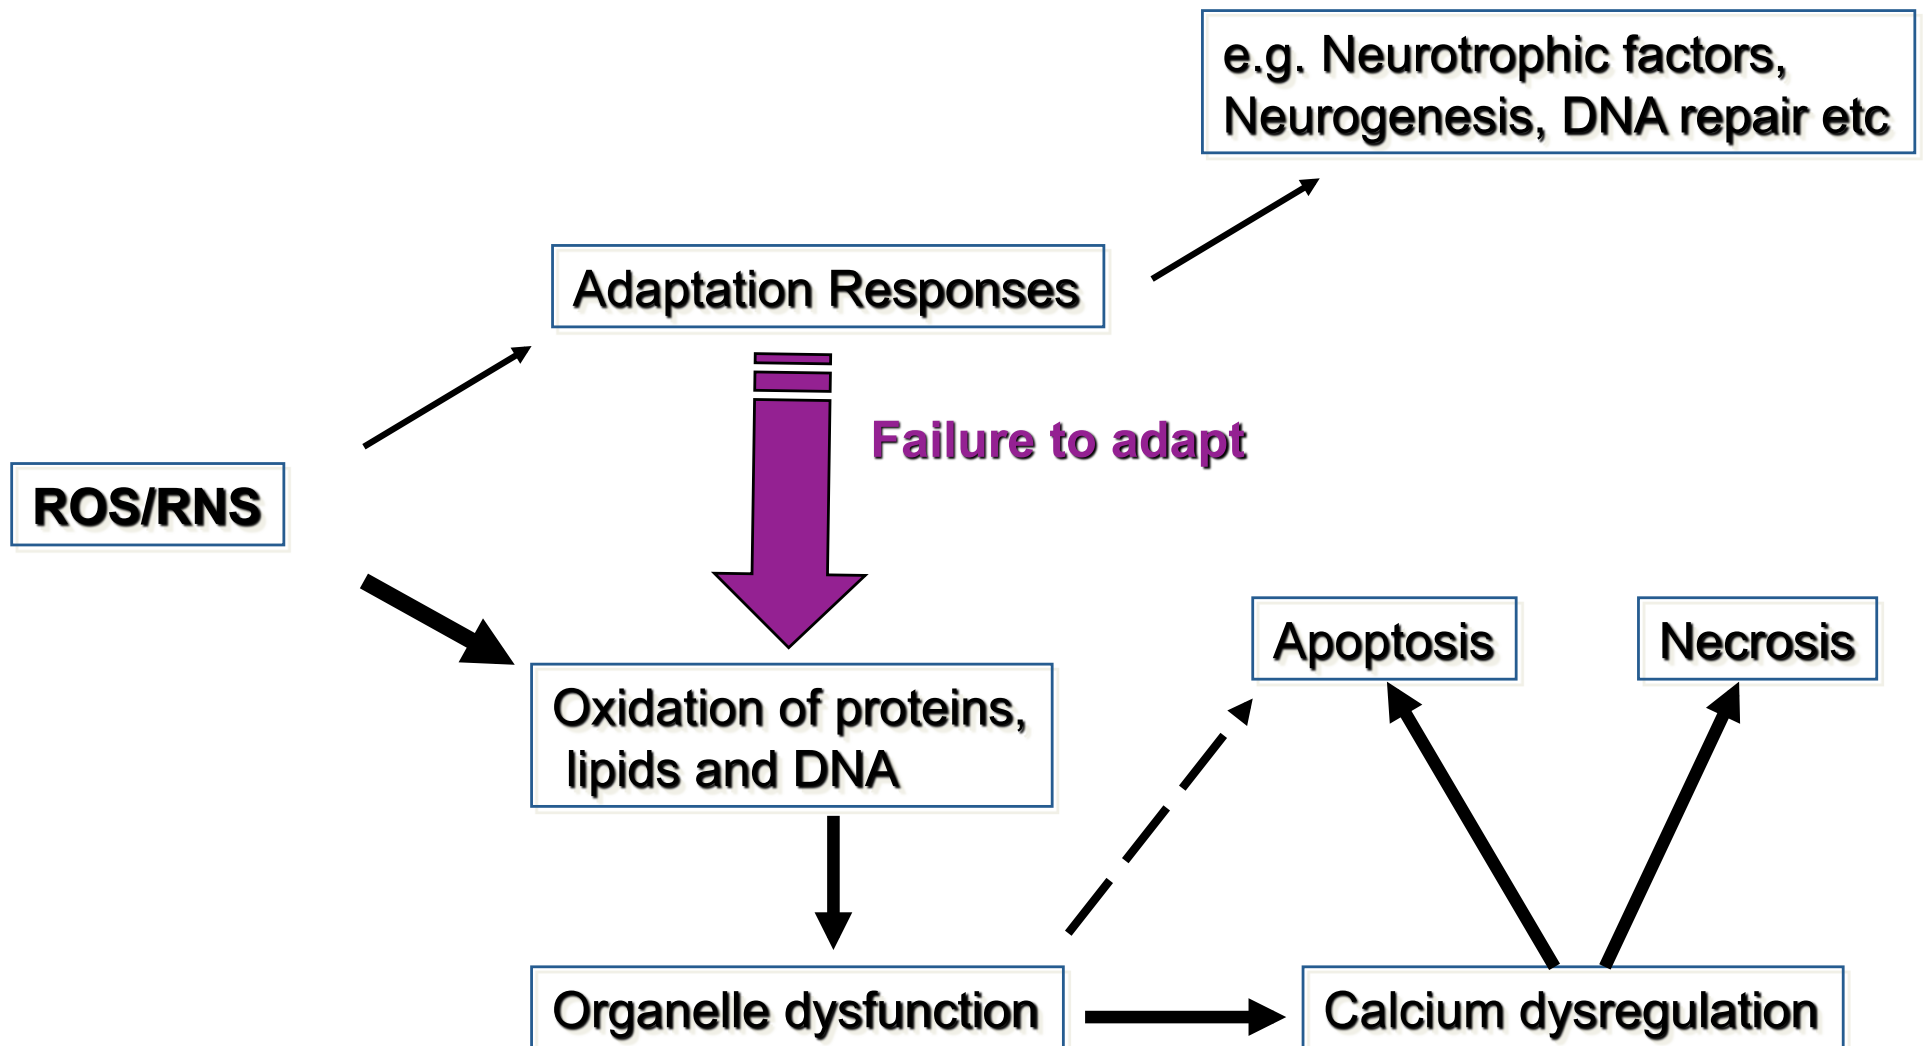 e.g. Neurotrophic factors,
Neurogenesis, DNA repair etc
Adaptation Responses
Failure to adapt
ROS/RNS
Apoptosis
Necrosis
Oxidation of proteins,
lipids and DNA
Organelle dysfunction
Calcium dysregulation